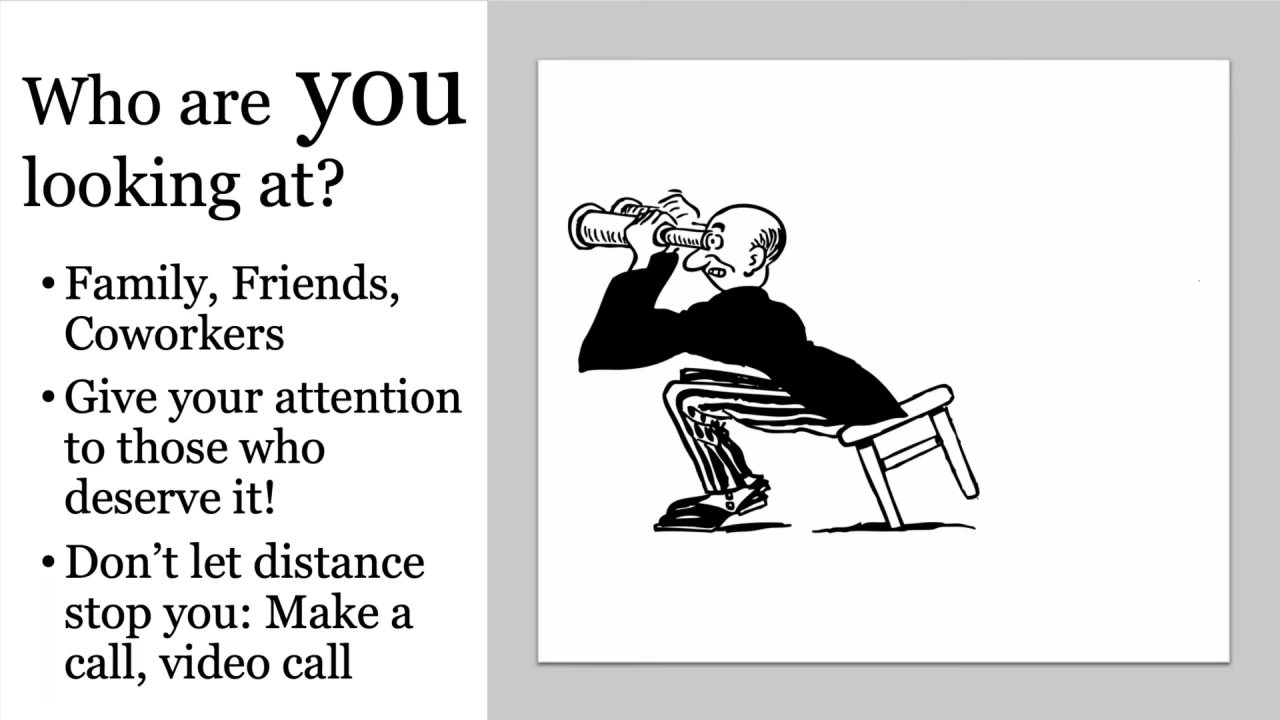 Who are you
looking at?
• Family, Friends,
Coworkers
• Give your attention
to those who
deserve it!
• Don’t let distance
stop you: Make a
call, video call